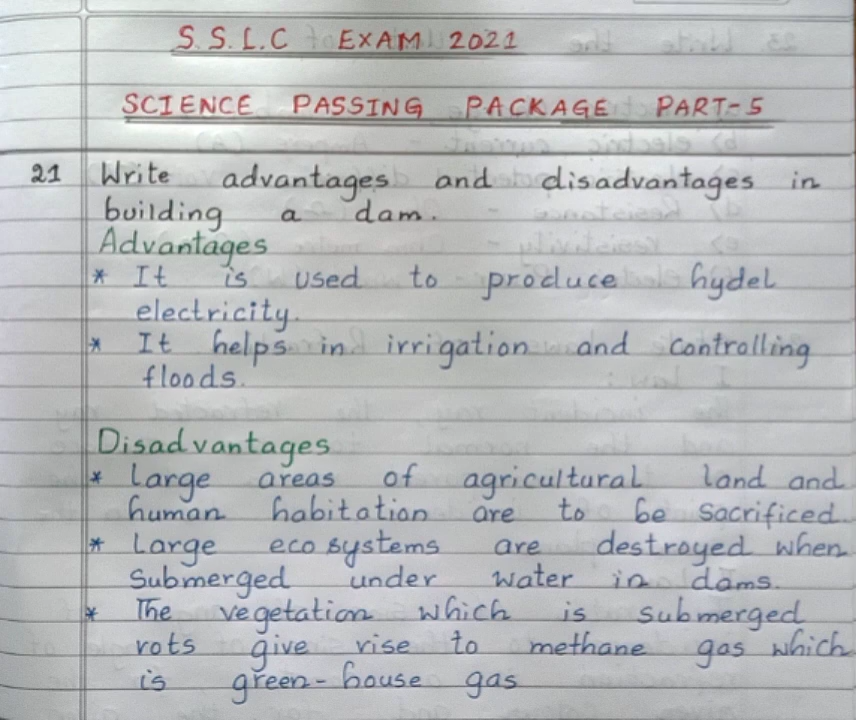 S.S.L.C EXAM 2021
SCIENCE PASSING PACKAGE PART-5
21 Write advantages and disadvantages in
building a dam.
Advantages
* It is used to produce hydel
electricity.
* It helps in irrigation and controlling
floods.
Disadvantages
* Large areas of agricultural land and
human habitation are to be sacrificed.
* Large eco systems are destroyed when
submerged under water in dams.
* The vegetation which is submerged
rots give rise to methane gas which
is green-house gas